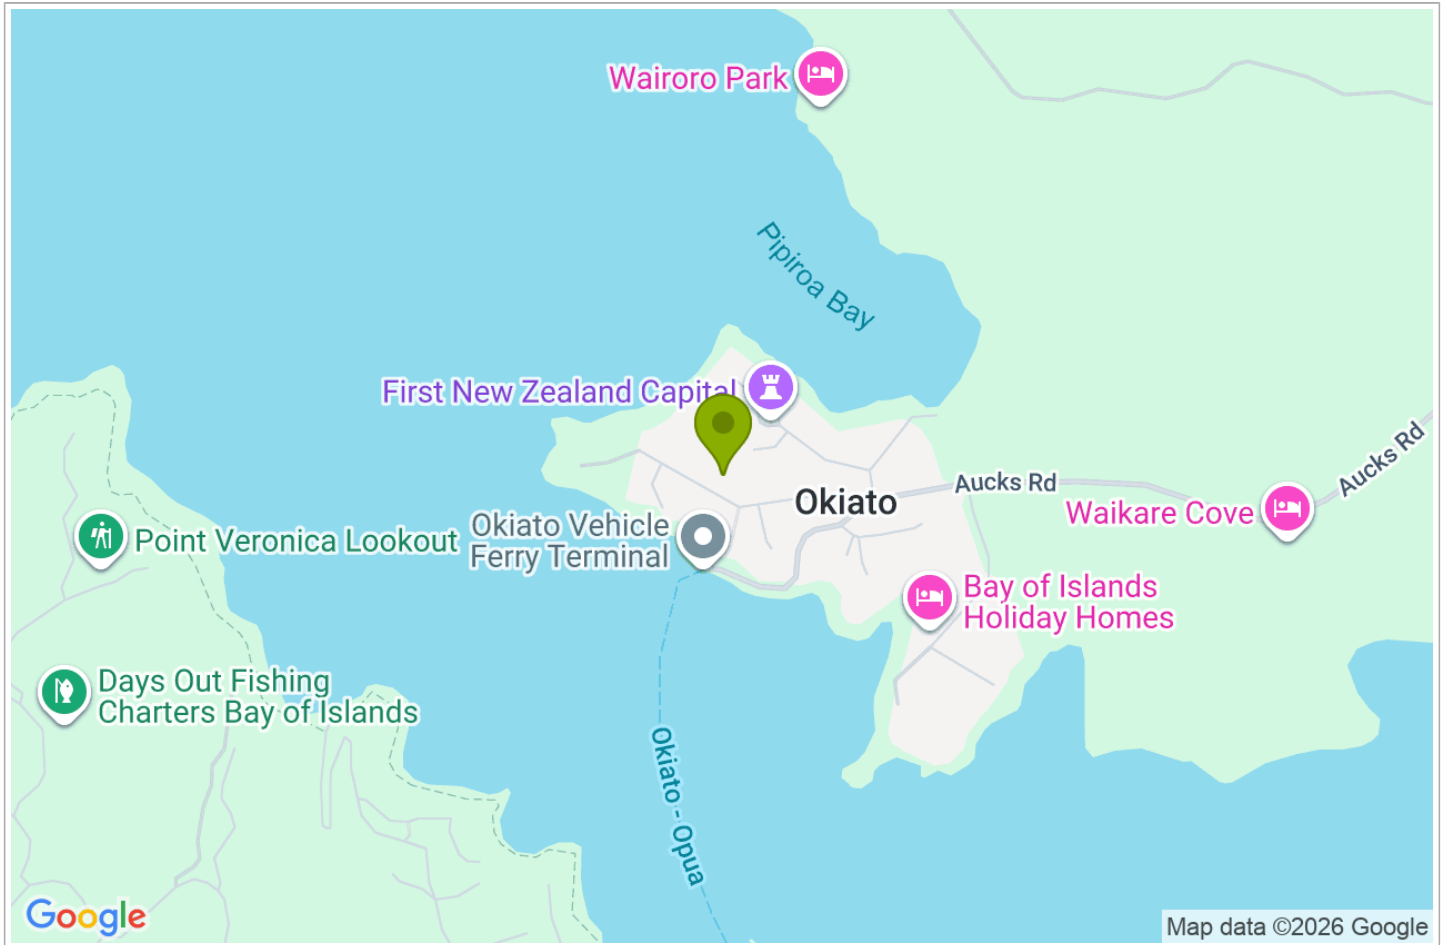 Wairoro Park
Pipiroa Bay
First New Zealand Capital
Aucks Rd
Aucks Rd
Okiato
Waikare Cove
Okiato Vehicle
Ferry Terminal
Point Veronica Lookout
Bay of Islands
Holiday Homes
Days Out Fishing
Charters Bay of Islands
Okiato - Opua
Google
Map data ©2026 Google